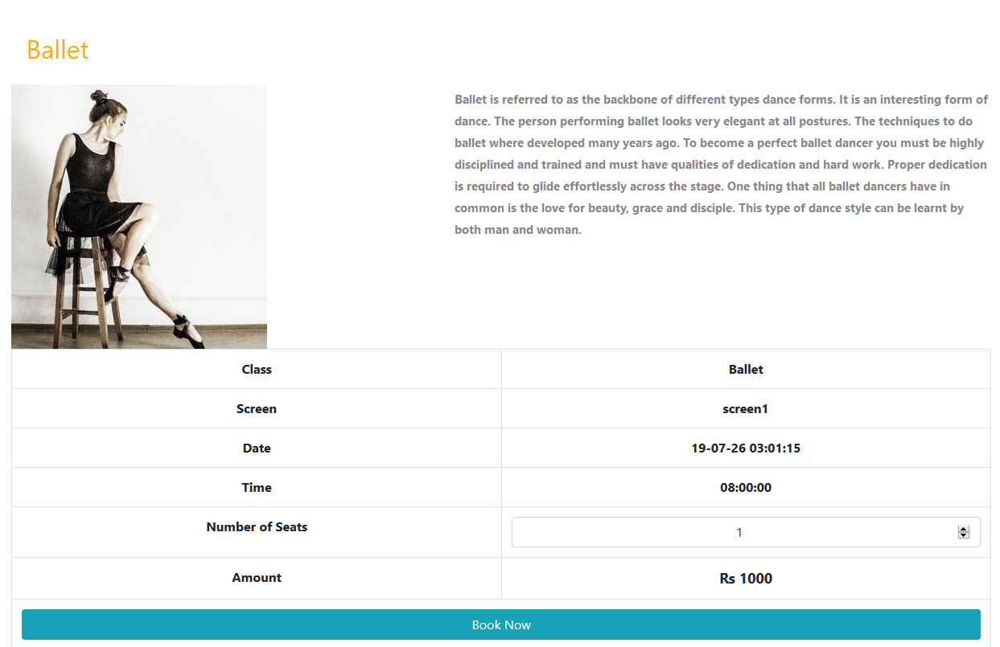 Ballet
Ballet is referred to as the backbone of different types dance forms. It is an interesting form of
dance. The person performing ballet looks very elegant at all postures. The techniques to do
ballet where developed many years ago. To become a perfect ballet dancer you must be highly
disciplined and trained and must have qualities of dedication and hard work. Proper dedication
is required to glide effortlessly across the stage. One thing that all ballet dancers have in
common is the love for beauty, grace and disciple. This type of dance style can be learnt by
both man and woman.
Class Ballet
Screen screen1
Date 19-07-26 03:01:15
Time 08:00:00
Number of Seats 1
Amount Rs 1000
Book Now